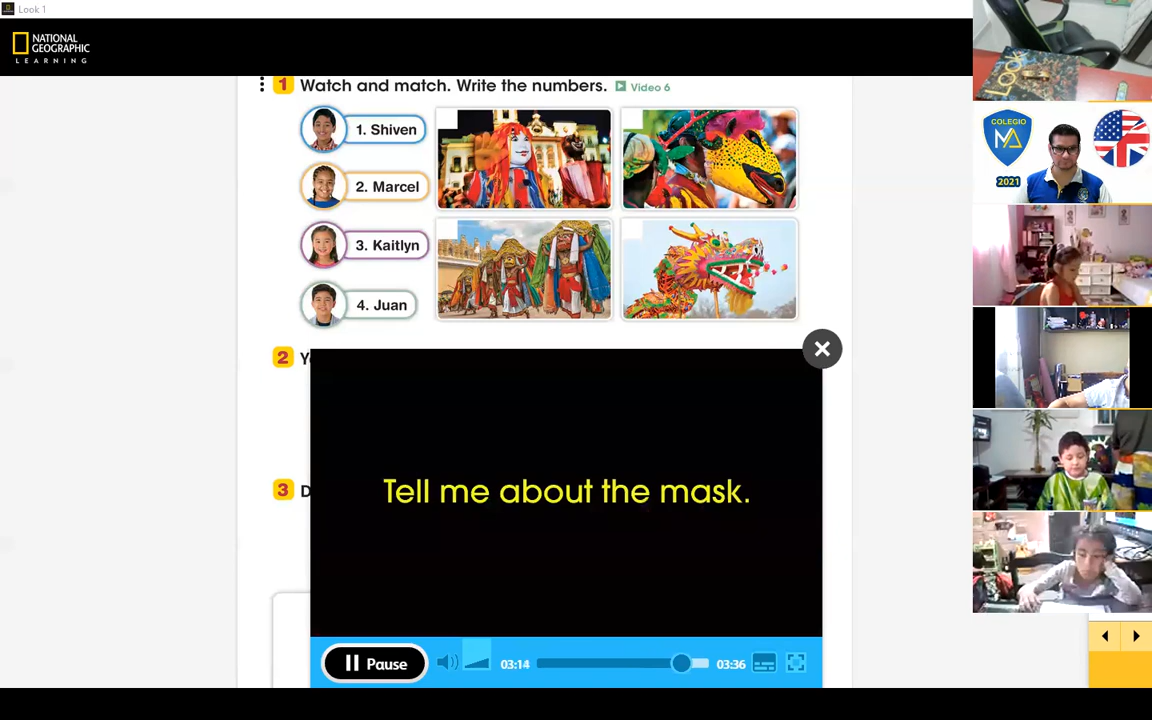 Look 1
NATIONAL
GEOGRAPHIC
LEARNING
1 Watch and match. Write the numbers. Video 6
1. Shiven
2. Marcel
3. Kaitlyn
4. Juan
2 Y
3 D
Tell me about the mask.
Pause 03:14 03:36
LOOK
COLEGIO
MA
2021